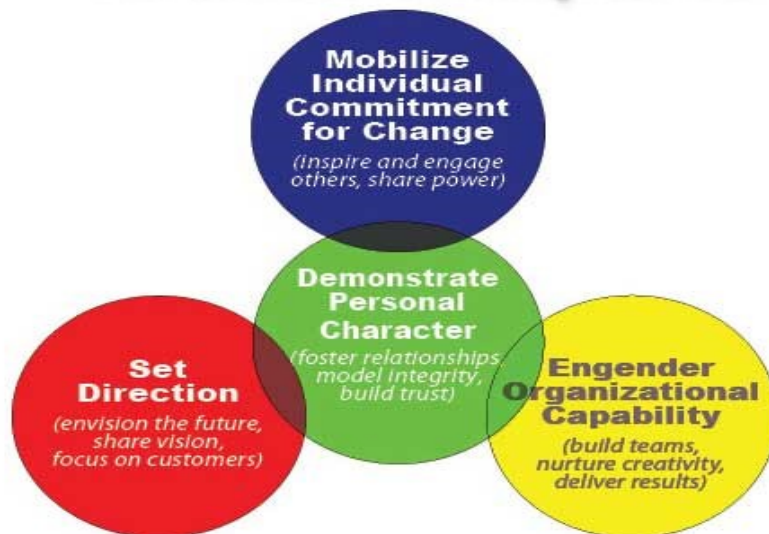 Mobilize
Individual
Commitment
for Change
(inspire and engage
others, share power)
Demonstrate
Personal
Character
(foster relationships,
model integrity,
build trust)
Set
Direction
(envision the future,
share vision,
focus on customers)
Engender
Organizational
Capability
(build teams,
nurture creativity,
deliver results)